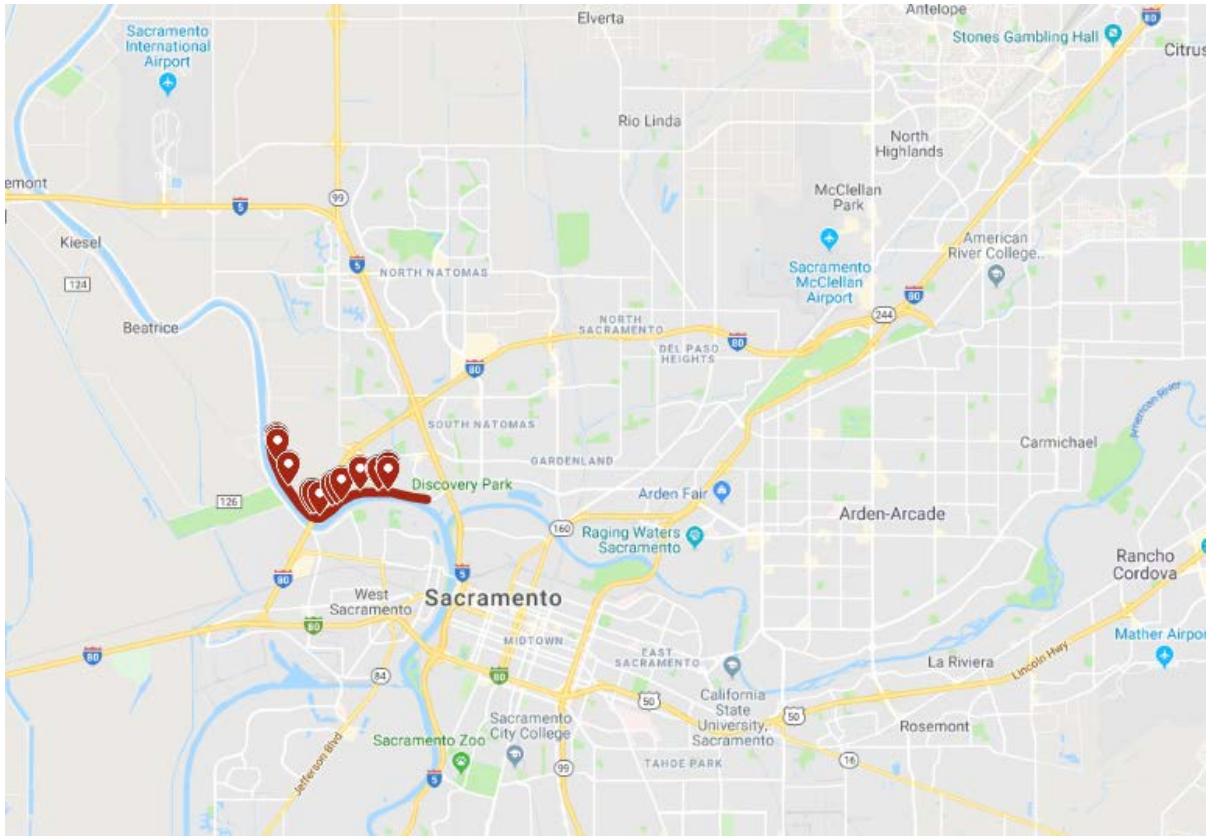 Elverta
Antelope
80
Stones Gambling Hall
Citrus
Sacramento
International
Airport
Rio Linda
North
Highlands
emont
99
5
McClellan
Park
Kiesel
American
River College..
5
124
NORTH NATOMAS
Sacramento
McClellan
Airport
80
Beatrice
NORTH
SACRAMENTO
244
80
DEL PASO
HEIGHTS
80
American River
SOUTH NATOMAS
Carmichael
GARDENLAND
126
Discovery Park
Arden Fair
Arden-Arcade
160
Raging Waters
Sacramento
Rancho
Cordova
80
5
West
Sacramento
Sacramento
80
MIDTOWN
Mather Airpor
80
EAST
SACRAMENTO
La Riviera
Lincoln Hwy
84
80
California
State
University,
Sacramento
50
50
Rosemont
Sacramento
City College
Jefferson Blvd
Sacramento Zoo
16
TAHOE PARK
5
99